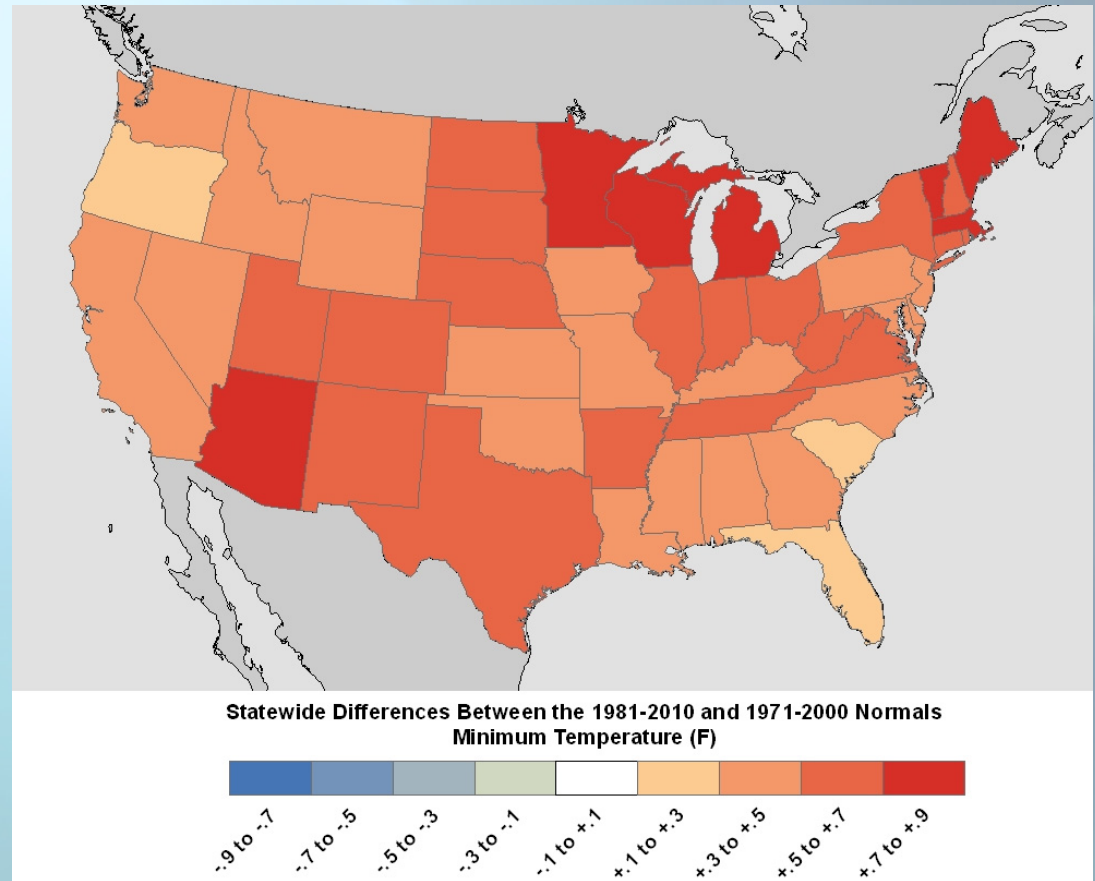 Statewide Differences Between the 1981-2010 and 1971-2000 Normals
Minimum Temperature (F)
-.9 to -.7
-.7 to -.5
-.5 to -.3
-.3 to -.1
-.1 to +.1
+.1 to +.3
+.3 to +.5
+.5 to +.7
+.7 to +.9